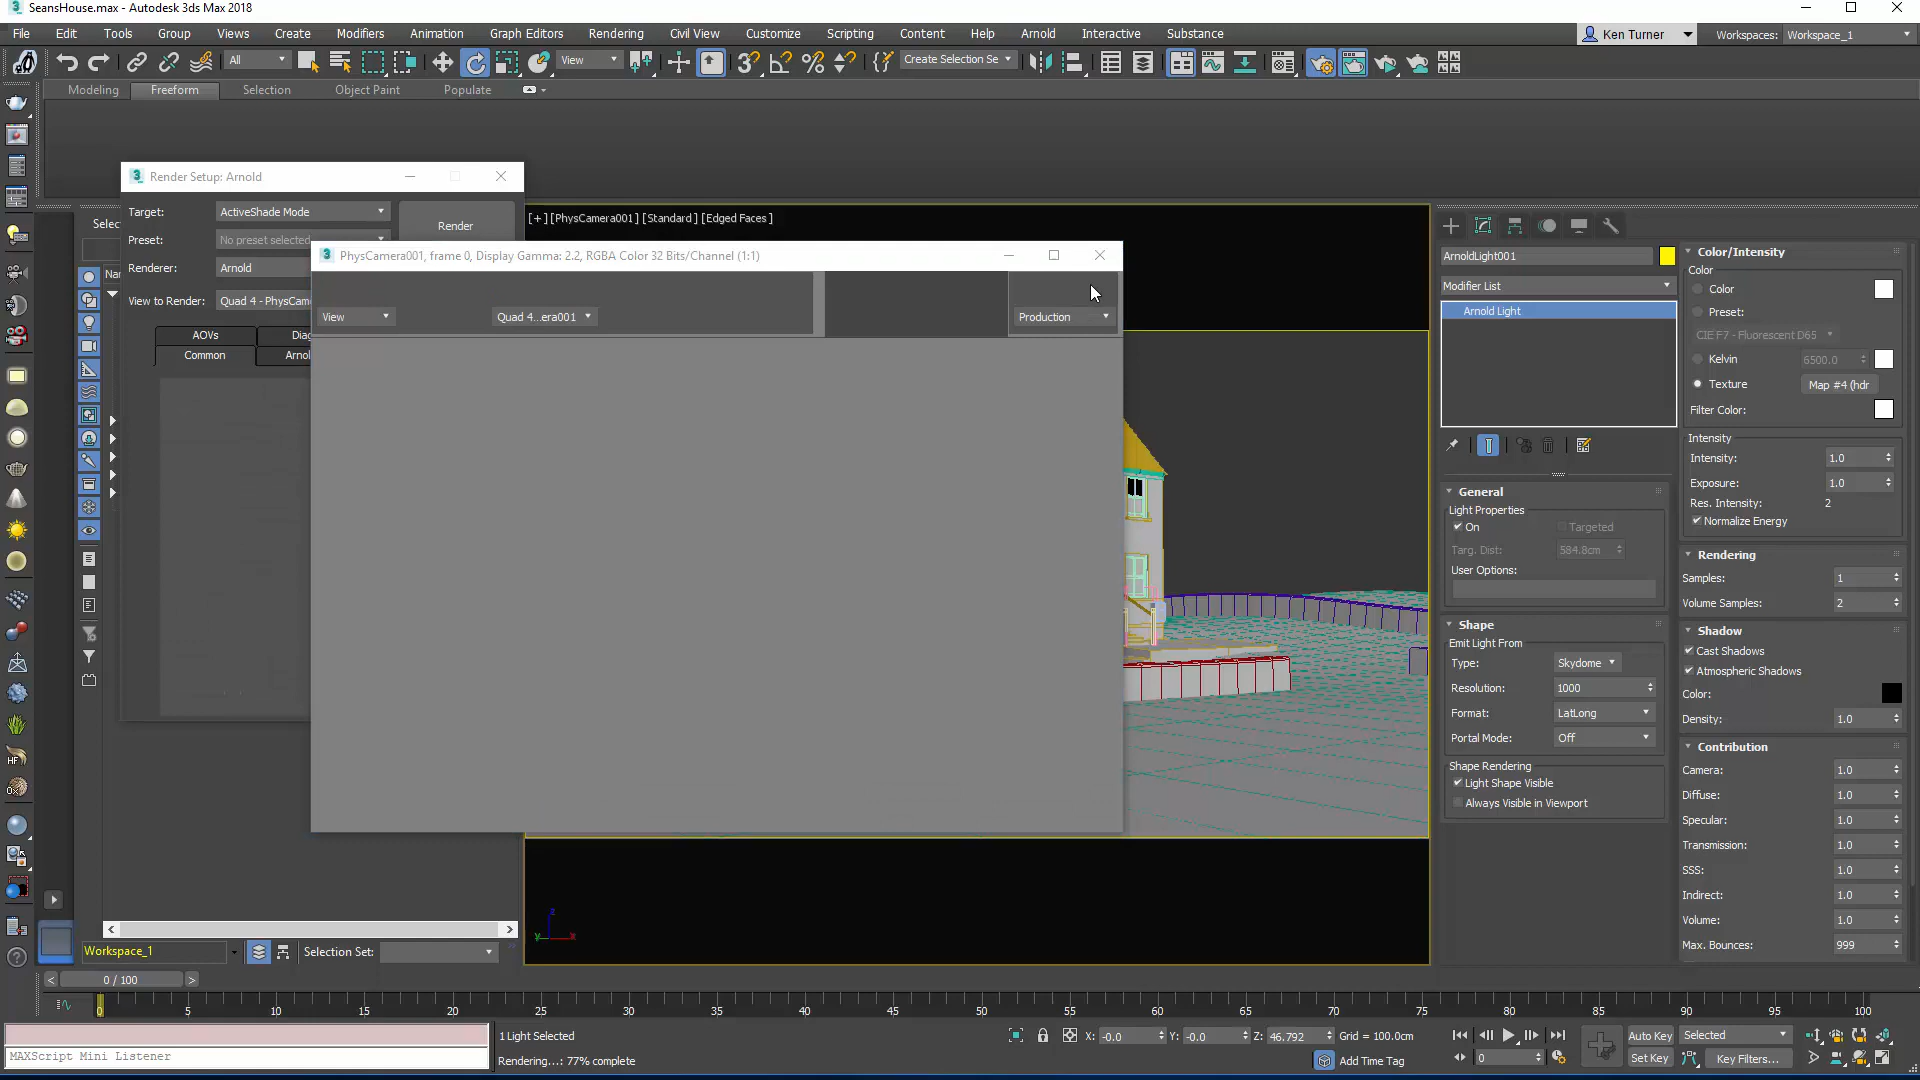 SeansHouse.max - Autodesk 3ds Max 2018
File Edit Tools Group Views Create Modifiers Animation Graph Editors Rendering Civil View Customize Scripting Content Help Arnold Interactive Substance
Ken Turner
Workspaces: Workspace_1
All
View
Create Selection Se
Modeling Freeform Selection Object Paint Populate
Render Setup: Arnold
Target: ActiveShade Mode
Render
Preset: No preset selected
Renderer: Arnold
View to Render: Quad 4 - PhysCam
AOVs
Diag
Common
Arnol
Selec
Nan
[+] [PhysCamera001] [Standard] [Edged Faces]
PhysCamera001, frame 0, Display Gamma: 2.2, RGBA Color 32 Bits/Channel (1:1)
View
Quad 4...era001
Production
ArnoldLight001
Modifier List
Arnold Light
General
Light Properties
On
Targeted
Targ. Dist: 584.8cm
User Options:
Shape
Emit Light From
Type: Skydome
Resolution: 1000
Format: LatLong
Portal Mode: Off
Shape Rendering
Light Shape Visible
Always Visible in Viewport
Color/Intensity
Color
Color
Preset:
CIE F7 - Fluorescent D65
Kelvin 6500.0
Texture Map #4 (hdr
Filter Color:
Intensity
Intensity: 1.0
Exposure: 1.0
Res. Intensity: 2
Normalize Energy
Rendering
Samples: 1
Volume Samples: 2
Shadow
Cast Shadows
Atmospheric Shadows
Color:
Density: 1.0
Contribution
Camera: 1.0
Diffuse: 1.0
Specular: 1.0
Transmission: 1.0
SSS: 1.0
Indirect: 1.0
Volume: 1.0
Max. Bounces: 999
Workspace_1
Selection Set:
0 / 100
0 5 10 15 20 25 30 35 40 45 50 55 60 65 70 75 80 85 90 95 100
MAXScript Mini Listener
1 Light Selected
Rendering...: 77% complete
X: -0.0 Y: -0.0 Z: 46.792 Grid = 100.0cm
Add Time Tag
0
Auto Key Selected
Set Key Key Filters...